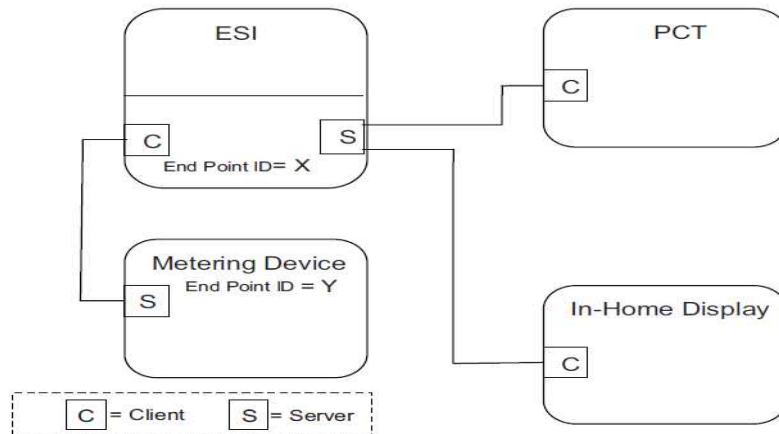 ESI
PCT
C
C
S
End Point ID= X
Metering Device
End Point ID = Y
S
In-Home Display
C
C = Client S = Server